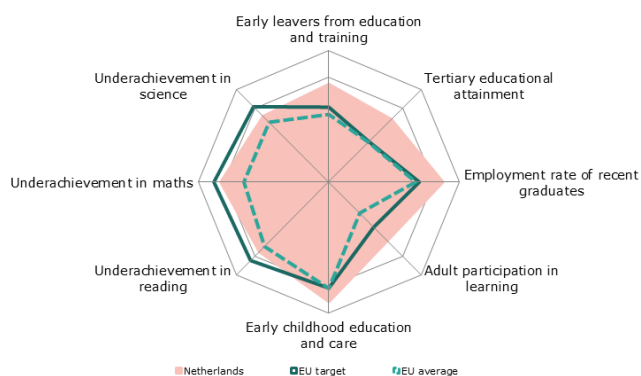 Early leavers from education
and training
Underachievement in
science
Tertiary educational
attainment
Underachievement in maths
Employment rate of recent
graduates
Underachievement in
reading
Adult participation in
learning
Early childhood education
and care
Netherlands
EU target
EU average